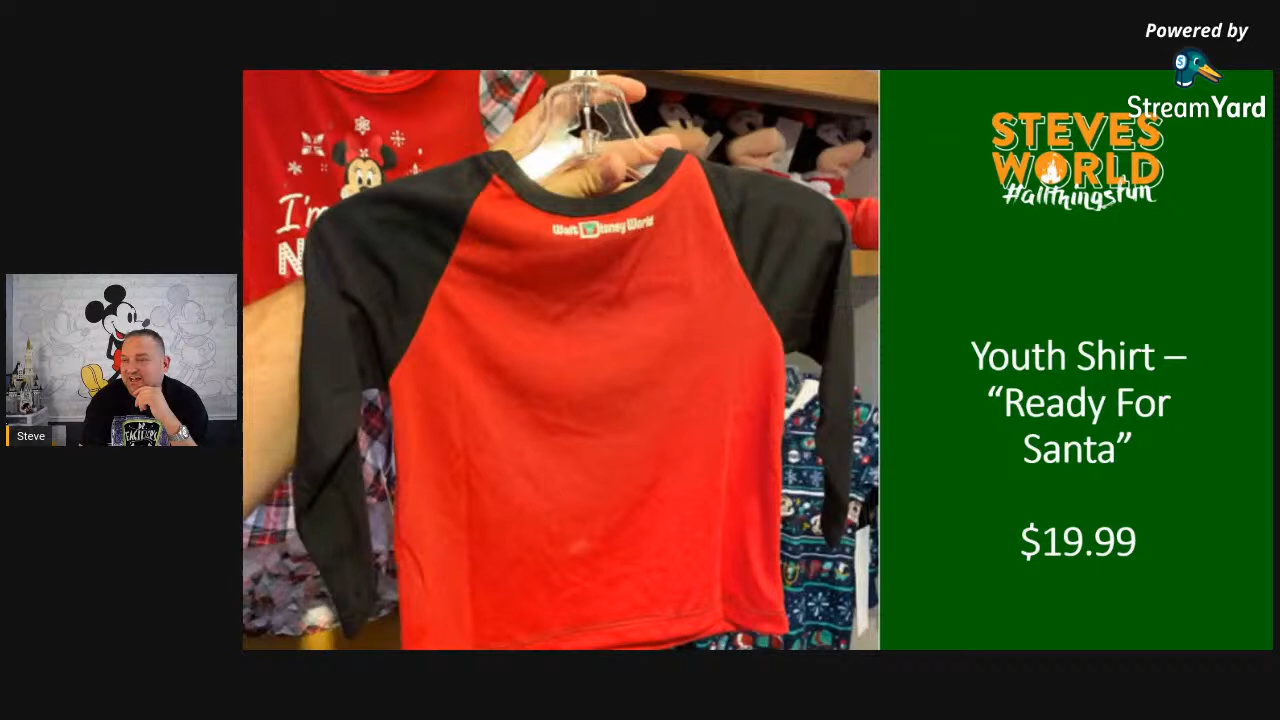 Powered by
StreamYard
STEVES
WORLD
#allthingsfun
I'm
N
Walt Disney World
Youth Shirt –
“Ready For
Santa”
$19.99
Steve